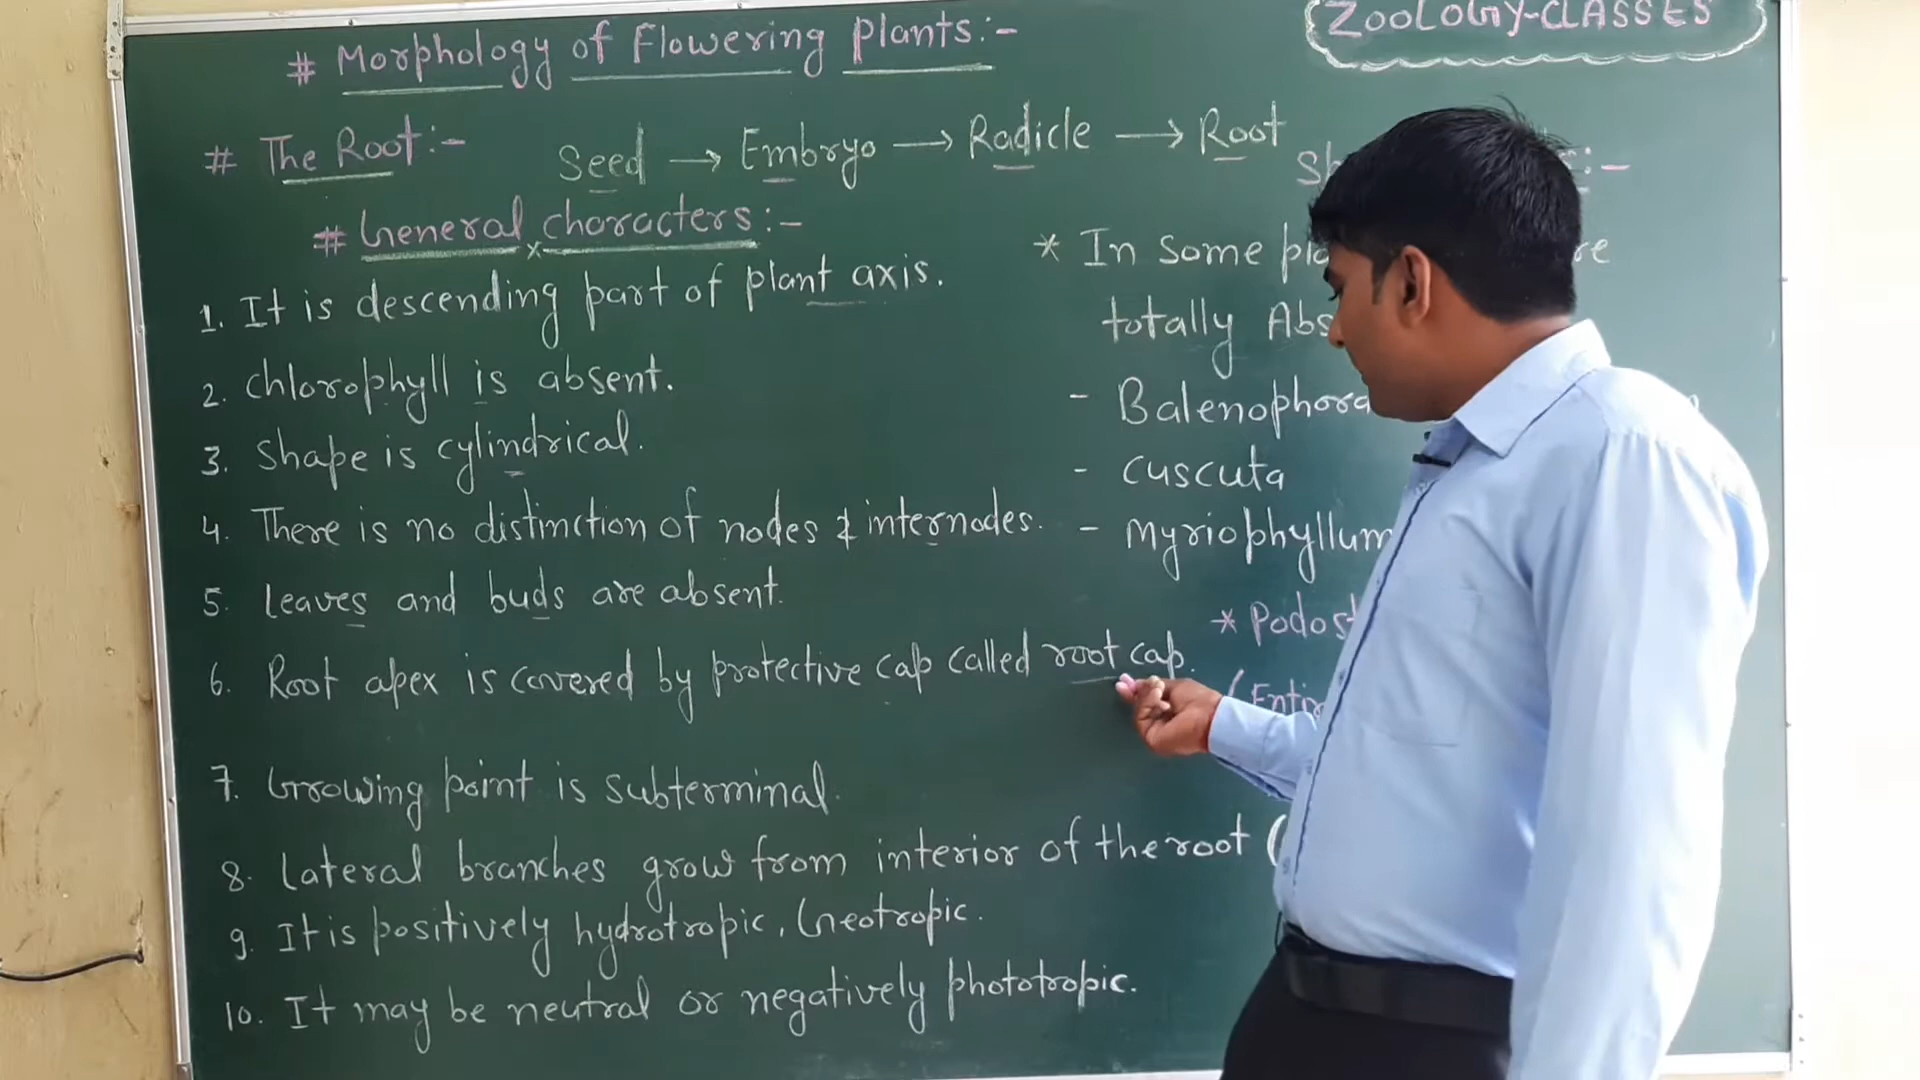 # Morphology of Flowering plants:-
ZOOLOGY-CLASSES
# The Root:-
Seed → Embryo → Radicle → Root
# General characters:-
1. It is descending part of plant axis.
2. Chlorophyll is absent.
3. Shape is cylindrical.
4. There is no distinction of nodes & internodes.
5. leaves and buds are absent.
6. Root apex is covered by protective cap called root cap.
7. Growing point is subterminal.
8. Lateral branches grow from interior of the root (
9. It is positively hydrotropic, Geotropic.
10. It may be neutral or negatively phototropic.
* In Some
totally
- Balenophora
- Cuscuta
- Myriophyllum
*
(